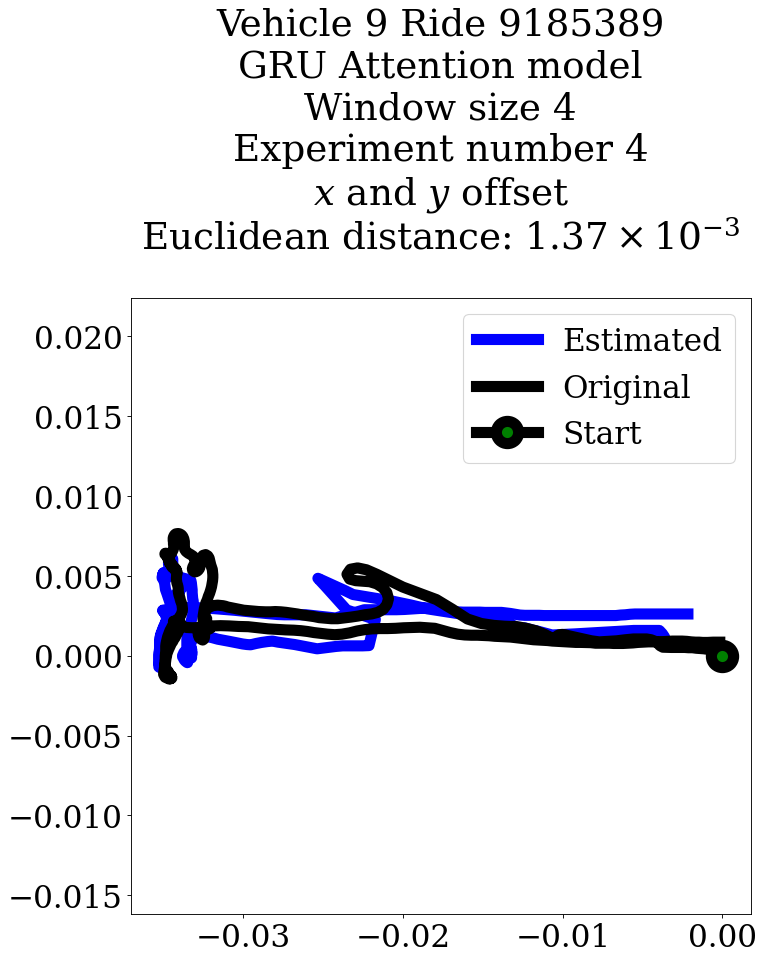 Vehicle 9 Ride 9185389
GRU Attention model
Window size 4
Experiment number 4
x and y offset
Euclidean distance: 1.37 × 10⁻³
Estimated
Original
Start
0.020
0.015
0.010
0.005
0.000
−0.005
−0.010
−0.015
−0.03 −0.02 −0.01 0.00